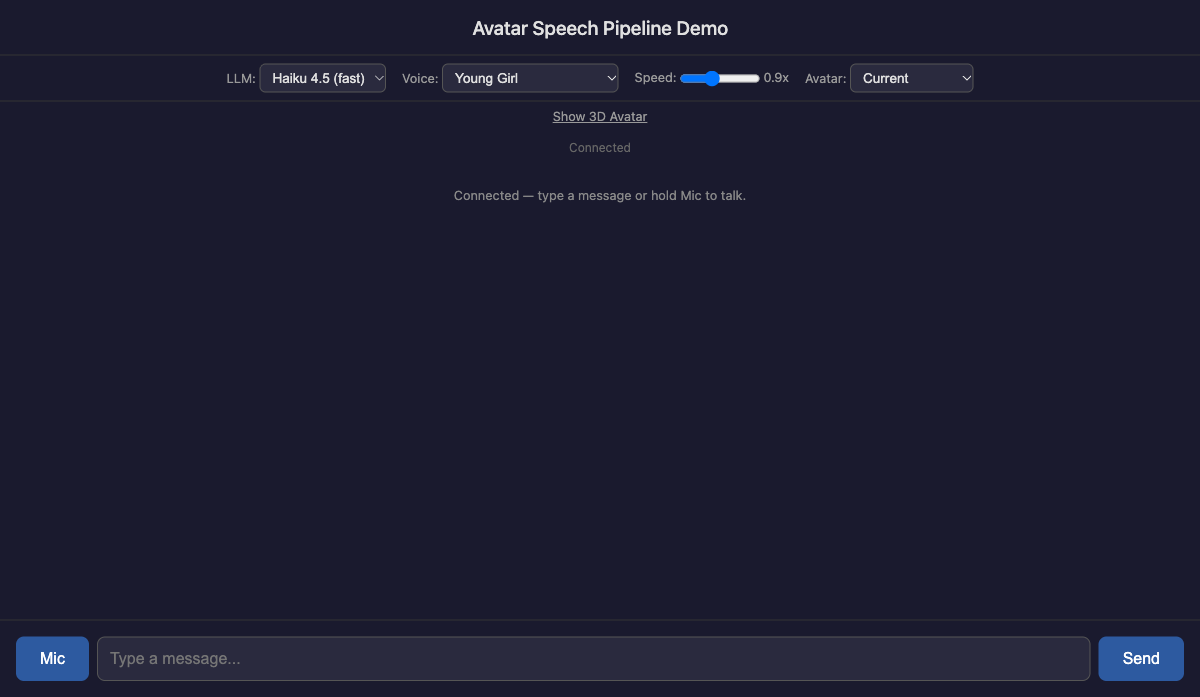 Avatar Speech Pipeline Demo
LLM: Haiku 4.5 (fast) Voice: Young Girl Speed: 0.9x Avatar: Current
Show 3D Avatar
Connected
Connected — type a message or hold Mic to talk.
Mic Type a message... Send